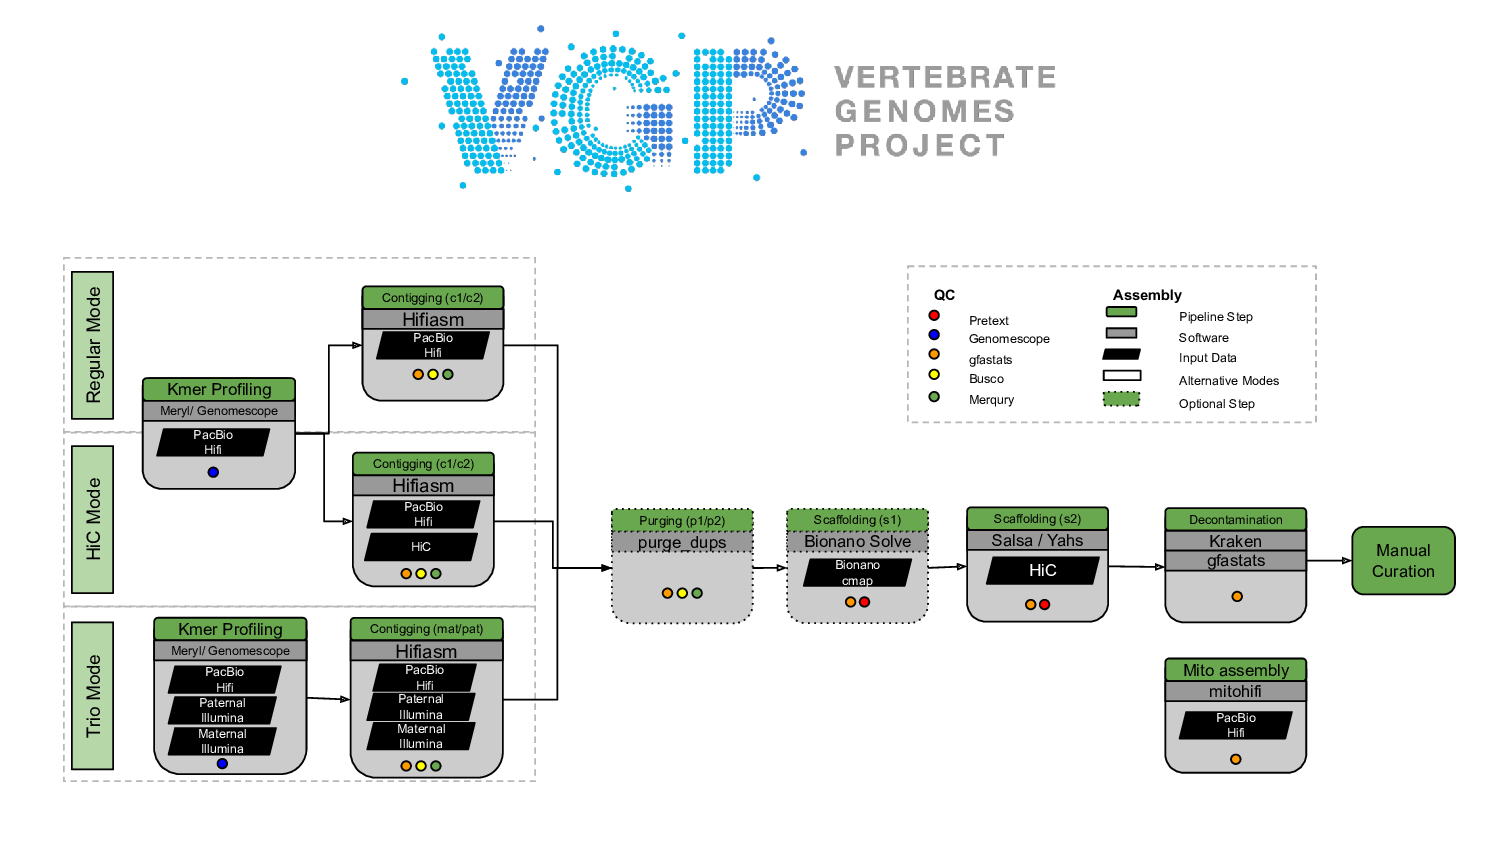 VGP
VERTEBRATE
GENOMES
PROJECT
QC
Pretext
Genomescope
gfastats
Busco
Merqury
Assembly
Pipeline Step
Software
Input Data
Alternative Modes
Optional Step
Regular Mode
Kmer Profiling
Meryl/ Genomescope
PacBio
Hifi
Contigging (c1/c2)
Hifiasm
PacBio
Hifi
HiC Mode
Contigging (c1/c2)
Hifiasm
PacBio
Hifi
HiC
Trio Mode
Kmer Profiling
Meryl/ Genomescope
PacBio
Hifi
Paternal
Illumina
Maternal
Illumina
Contigging (mat/pat)
Hifiasm
PacBio
Hifi
Paternal
Illumina
Maternal
Illumina
Purging (p1/p2)
purge_dups
Scaffolding (s1)
Bionano Solve
Bionano
cmap
Scaffolding (s2)
Salsa / Yahs
HiC
Decontamination
Kraken
gfastats
Manual
Curation
Mito assembly
mitohifi
PacBio
Hifi